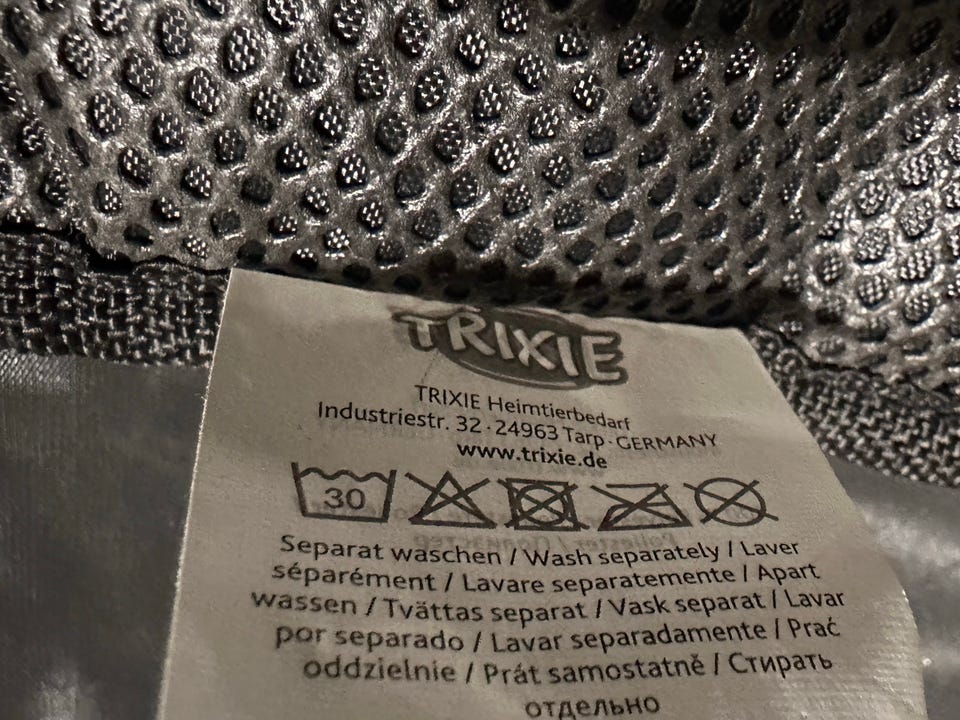 TRIXIE
TRIXIE Heimtierbedarf
Industriestr. 32 · 24963 Tarp · GERMANY
www.trixie.de
30
Separat waschen / Wash separately / Laver
séparément / Lavare separatemente / Apart
wassen / Tvättas separat / Vask separat / Lavar
por separado / Lavar separadamente / Prać
oddzielnie / Prát samostatně / Стирать
отдельно